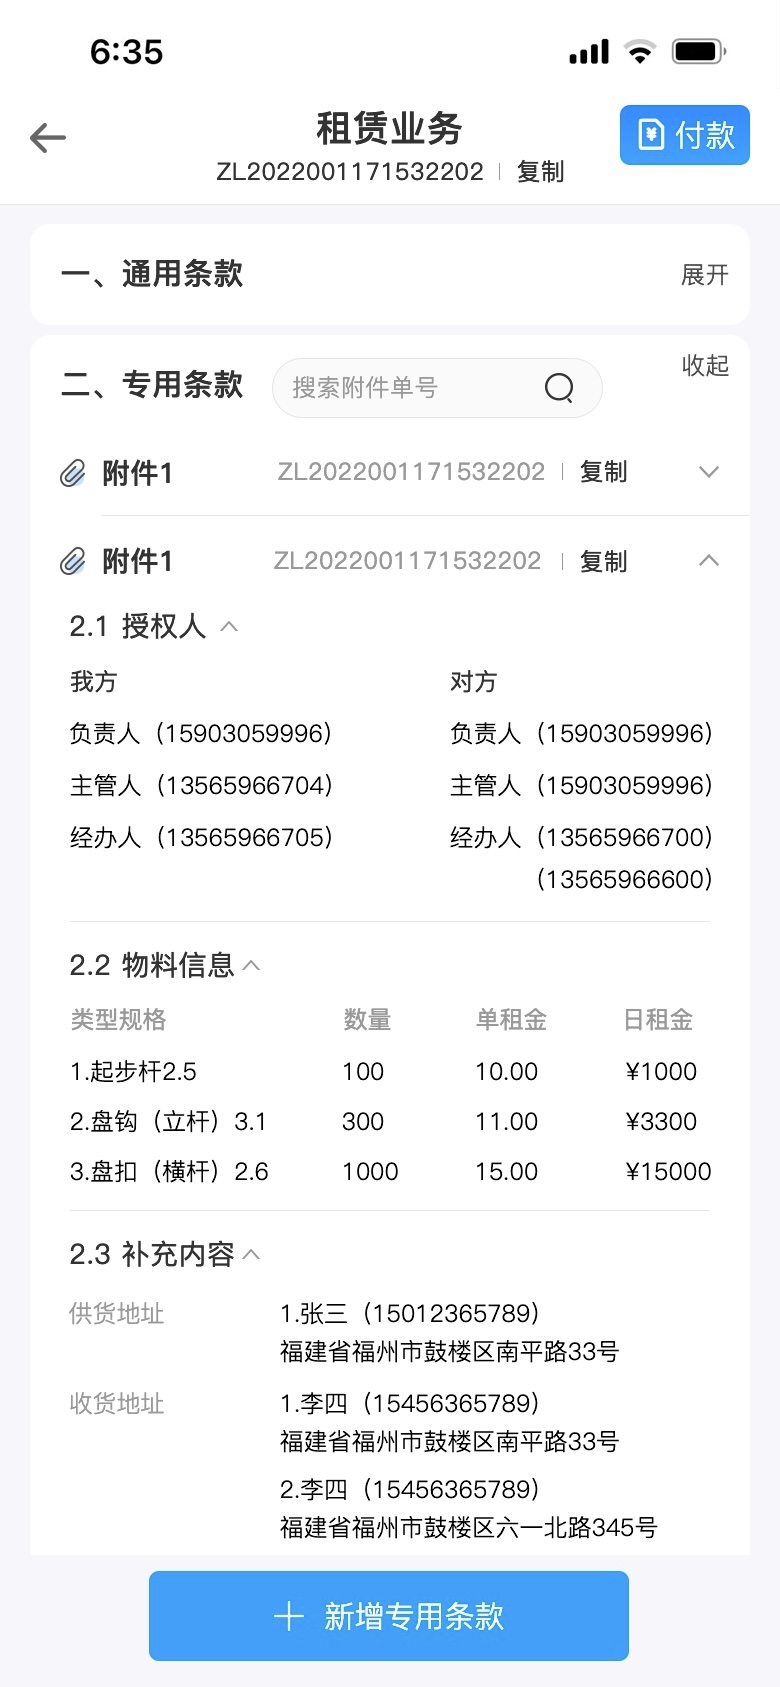 6:35
租赁业务
付款
ZL2022001171532202 复制
一、通用条款 展开
二、专用条款 搜索附件单号 收起
附件1 ZL2022001171532202 复制
附件1 ZL2022001171532202 复制
2.1 授权人
我方 对方
负责人（15903059996） 负责人（15903059996）
主管人（13565966704） 主管人（15903059996）
经办人（13565966705） 经办人（13565966700）
（13565966600）
2.2 物料信息
类型规格 数量 单租金 日租金
1.起步杆2.5 100 10.00 ¥1000
2.盘钩（立杆）3.1 300 11.00 ¥3300
3.盘扣（横杆）2.6 1000 15.00 ¥15000
2.3 补充内容
供货地址 1.张三（15012365789）
福建省福州市鼓楼区南平路33号
收货地址 1.李四（15456365789）
福建省福州市鼓楼区南平路33号
2.李四（15456365789）
福建省福州市鼓楼区六一北路345号
新增专用条款